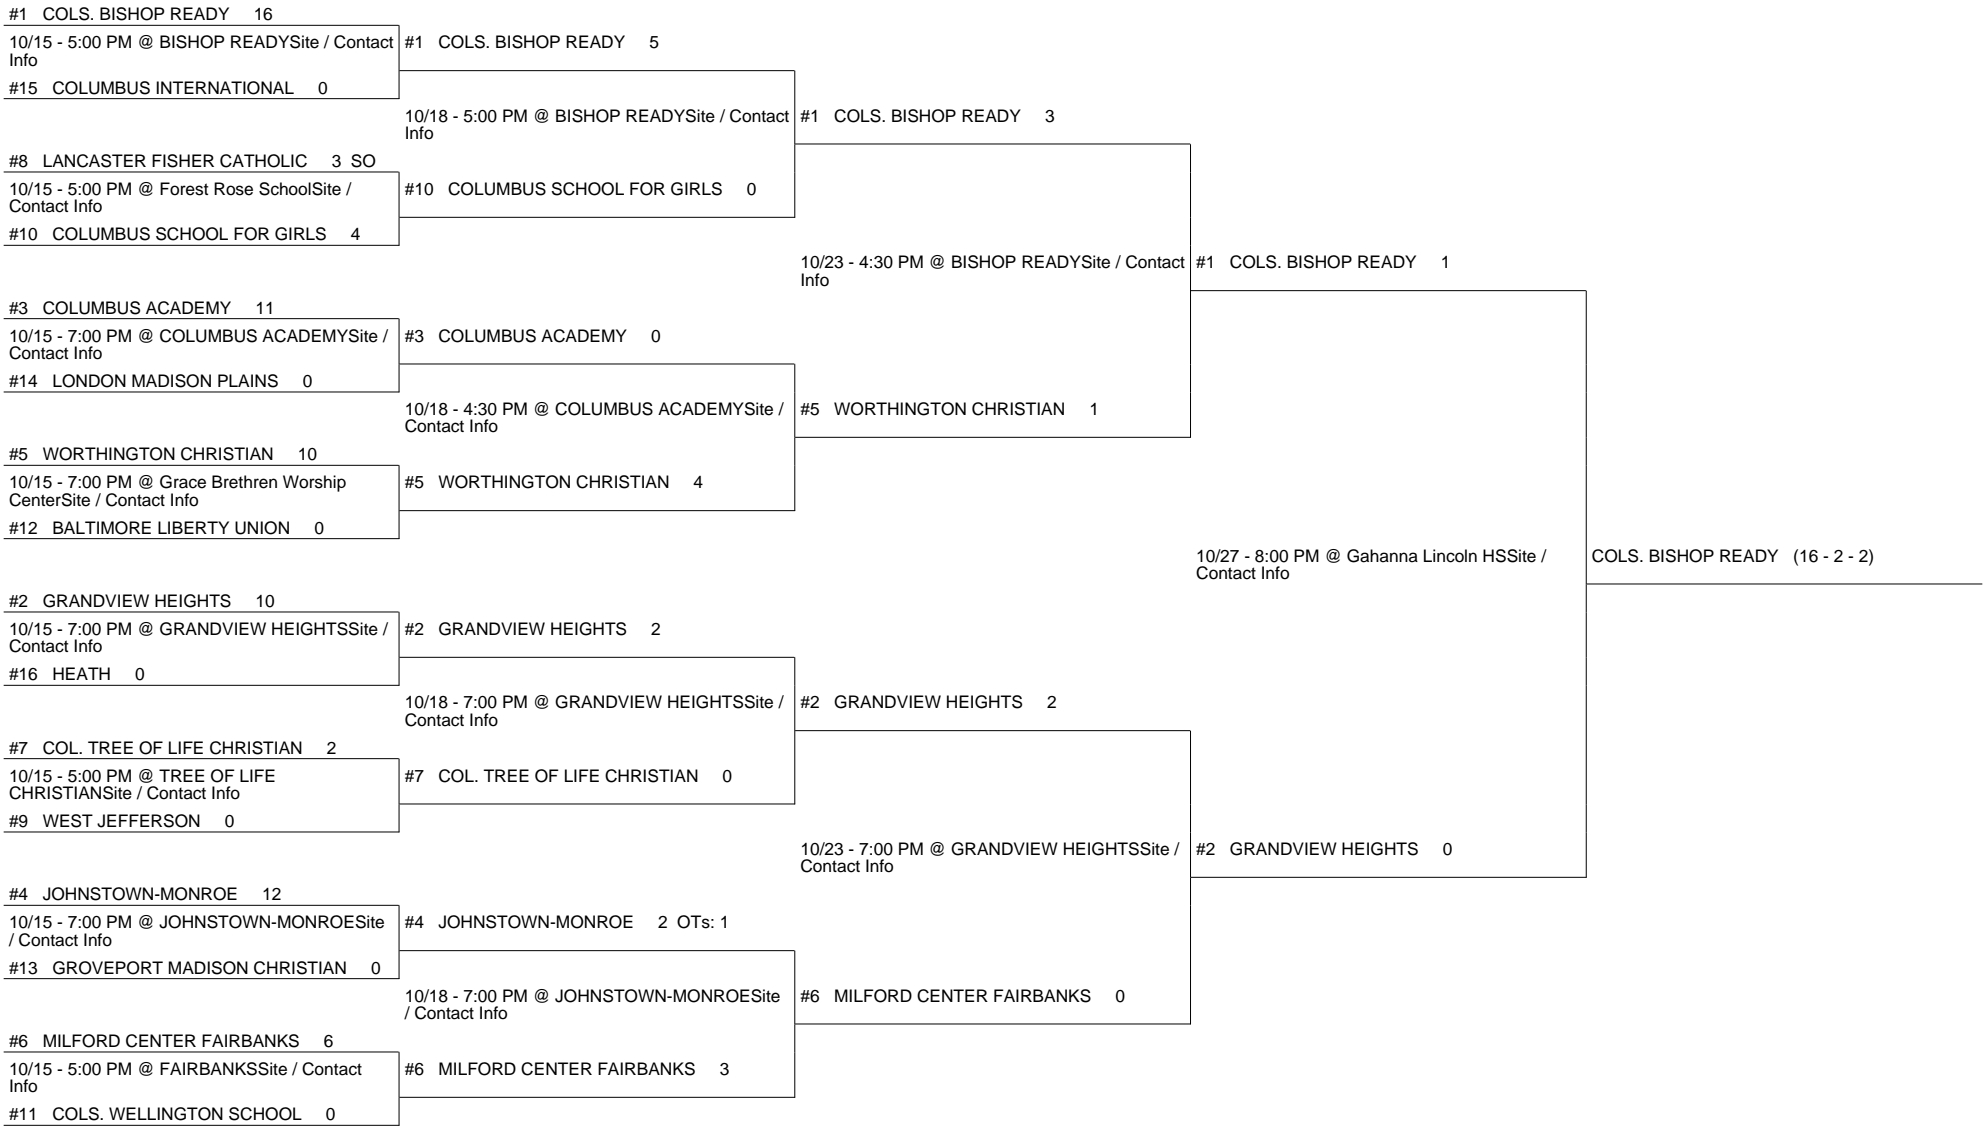 #1 COLS. BISHOP READY 16
10/15 - 5:00 PM @ BISHOP READYSite / Contact
Info
#15 COLUMBUS INTERNATIONAL 0
#8 LANCASTER FISHER CATHOLIC 3 SO
10/15 - 5:00 PM @ Forest Rose SchoolSite /
Contact Info
#10 COLUMBUS SCHOOL FOR GIRLS 4
#3 COLUMBUS ACADEMY 11
10/15 - 7:00 PM @ COLUMBUS ACADEMYSite /
Contact Info
#14 LONDON MADISON PLAINS 0
#5 WORTHINGTON CHRISTIAN 10
10/15 - 7:00 PM @ Grace Brethren Worship
CenterSite / Contact Info
#12 BALTIMORE LIBERTY UNION 0
#2 GRANDVIEW HEIGHTS 10
10/15 - 7:00 PM @ GRANDVIEW HEIGHTSSite /
Contact Info
#16 HEATH 0
#7 COL. TREE OF LIFE CHRISTIAN 2
10/15 - 5:00 PM @ TREE OF LIFE
CHRISTIANSite / Contact Info
#9 WEST JEFFERSON 0
#4 JOHNSTOWN-MONROE 12
10/15 - 7:00 PM @ JOHNSTOWN-MONROESite
/ Contact Info
#13 GROVEPORT MADISON CHRISTIAN 0
#6 MILFORD CENTER FAIRBANKS 6
10/15 - 5:00 PM @ FAIRBANKSSite / Contact
Info
#11 COLS. WELLINGTON SCHOOL 0
#1 COLS. BISHOP READY 5
10/18 - 5:00 PM @ BISHOP READYSite / Contact
Info
#10 COLUMBUS SCHOOL FOR GIRLS 0
#3 COLUMBUS ACADEMY 0
10/18 - 4:30 PM @ COLUMBUS ACADEMYSite /
Contact Info
#5 WORTHINGTON CHRISTIAN 4
#2 GRANDVIEW HEIGHTS 2
10/18 - 7:00 PM @ GRANDVIEW HEIGHTSSite /
Contact Info
#7 COL. TREE OF LIFE CHRISTIAN 0
#4 JOHNSTOWN-MONROE 2 OTs: 1
10/18 - 7:00 PM @ JOHNSTOWN-MONROESite
/ Contact Info
#6 MILFORD CENTER FAIRBANKS 3
#1 COLS. BISHOP READY 3
10/23 - 4:30 PM @ BISHOP READYSite / Contact
Info
#5 WORTHINGTON CHRISTIAN 1
#2 GRANDVIEW HEIGHTS 2
10/23 - 7:00 PM @ GRANDVIEW HEIGHTSSite /
Contact Info
#6 MILFORD CENTER FAIRBANKS 0
#1 COLS. BISHOP READY 1
10/27 - 8:00 PM @ Gahanna Lincoln HSSite /
Contact Info
#2 GRANDVIEW HEIGHTS 0
COLS. BISHOP READY (16 - 2 - 2)